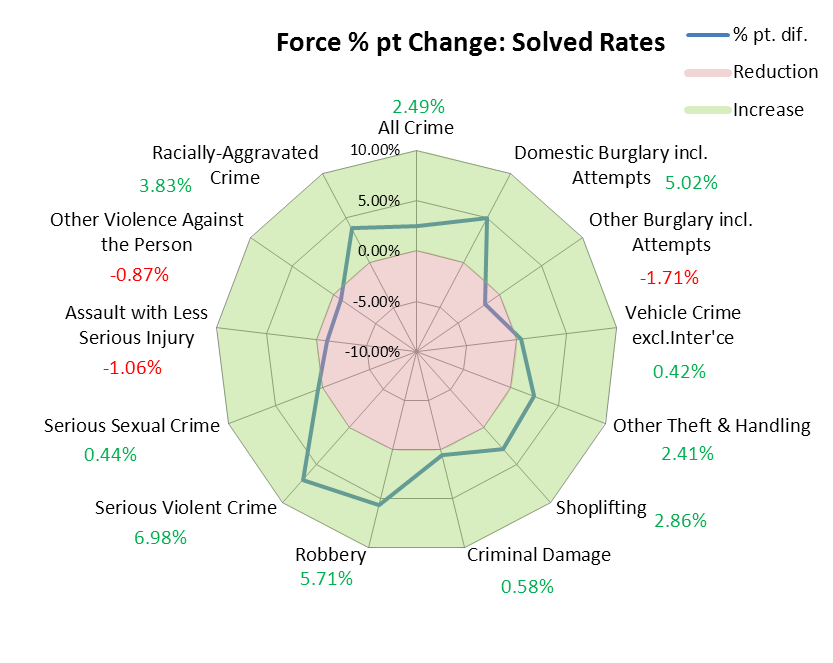 Force % pt Change: Solved Rates
% pt. dif.
Reduction
Increase
2.49%
All Crime
Domestic Burglary incl.
Attempts
5.02%
Other Burglary incl.
Attempts
-1.71%
Vehicle Crime
excl.Inter'ce
0.42%
Other Theft & Handling
2.41%
Shoplifting
2.86%
Criminal Damage
0.58%
Robbery
5.71%
Serious Violent Crime
6.98%
Serious Sexual Crime
0.44%
Assault with Less
Serious Injury
-1.06%
Other Violence Against
the Person
-0.87%
Racially-Aggravated
Crime
3.83%
10.00%
5.00%
0.00%
-5.00%
-10.00%